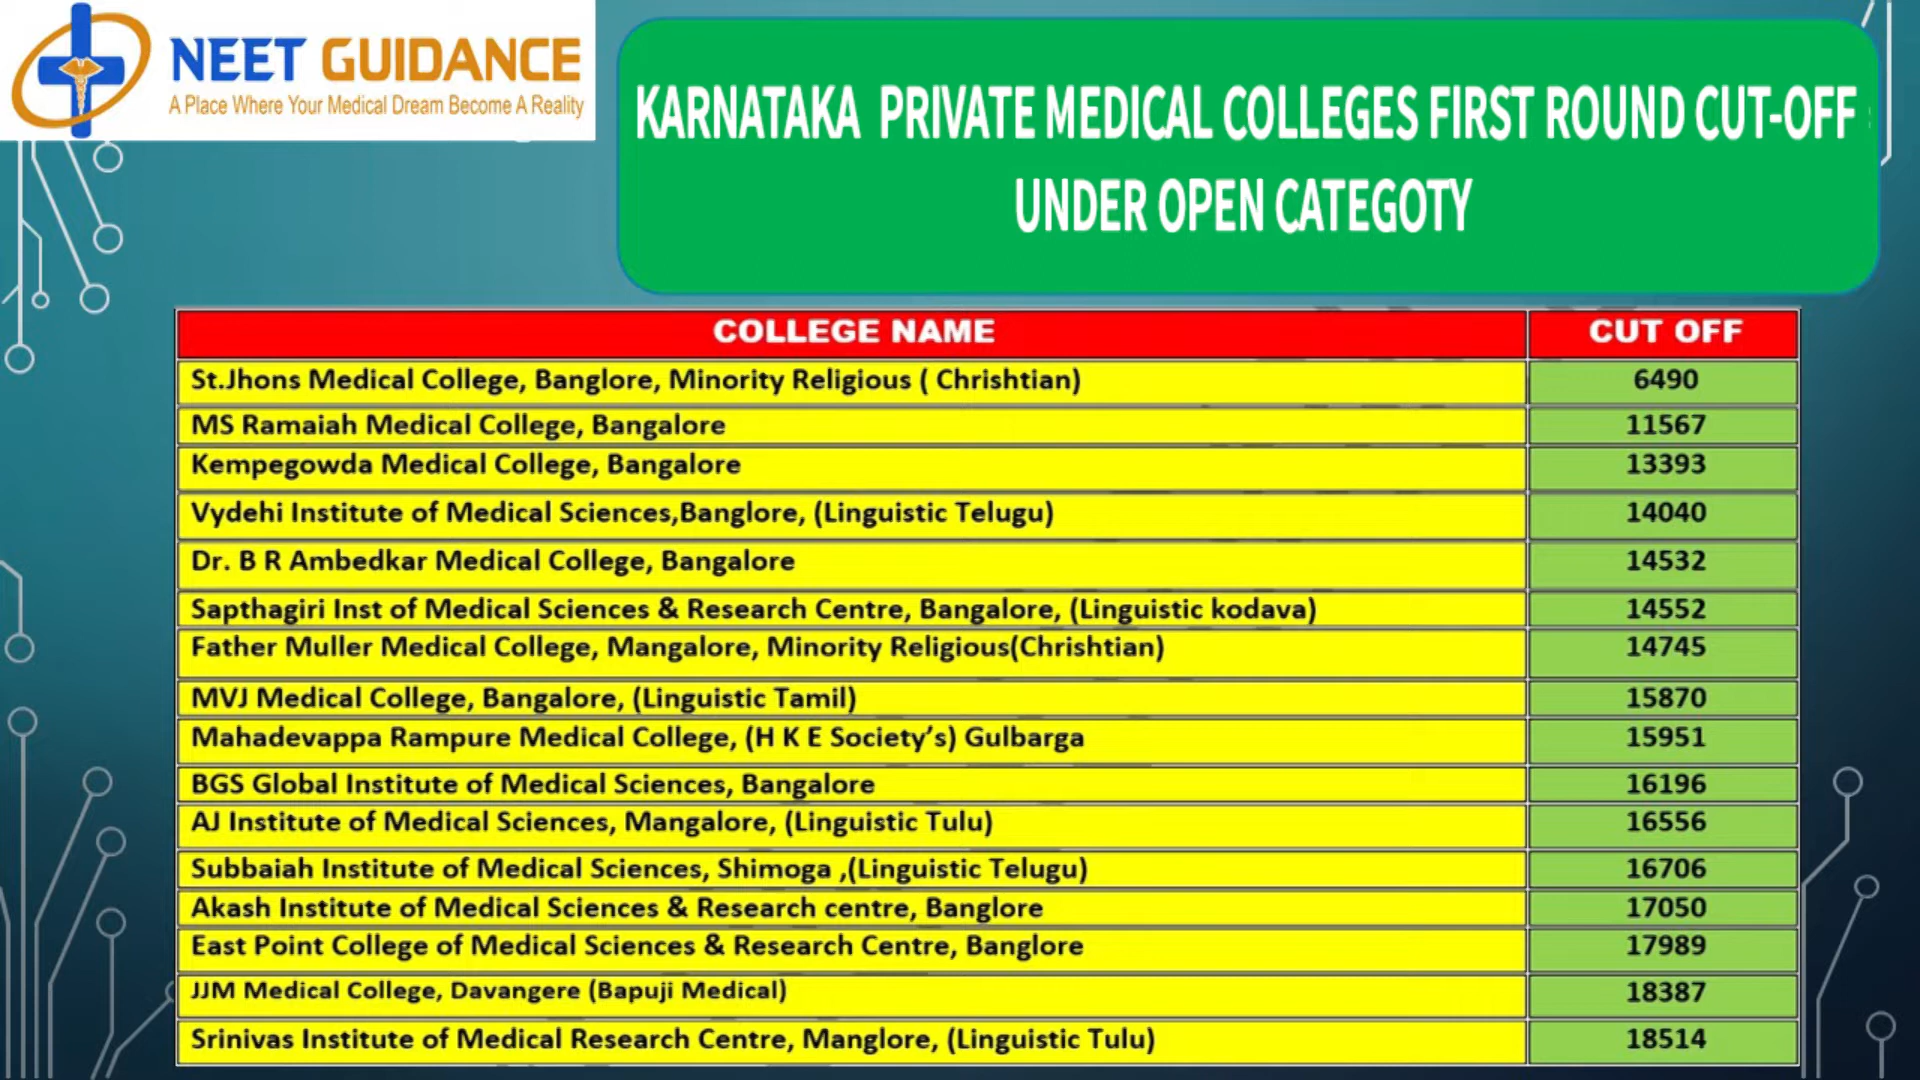 NEET GUIDANCE
A Place Where Your Medical Dream Become A Reality
KARNATAKA PRIVATE MEDICAL COLLEGES FIRST ROUND CUT-OFF
UNDER OPEN CATEGOTY
COLLEGE NAME CUT OFF
St.Jhons Medical College, Banglore, Minority Religious ( Chrishtian) 6490
MS Ramaiah Medical College, Bangalore 11567
Kempegowda Medical College, Bangalore 13393
Vydehi Institute of Medical Sciences,Banglore, (Linguistic Telugu) 14040
Dr. B R Ambedkar Medical College, Bangalore 14532
Sapthagiri Inst of Medical Sciences & Research Centre, Bangalore, (Linguistic kodava) 14552
Father Muller Medical College, Mangalore, Minority Religious(Chrishtian) 14745
MVJ Medical College, Bangalore, (Linguistic Tamil) 15870
Mahadevappa Rampure Medical College, (H K E Society’s) Gulbarga 15951
BGS Global Institute of Medical Sciences, Bangalore 16196
AJ Institute of Medical Sciences, Mangalore, (Linguistic Tulu) 16556
Subbaiah Institute of Medical Sciences, Shimoga ,(Linguistic Telugu) 16706
Akash Institute of Medical Sciences & Research centre, Banglore 17050
East Point College of Medical Sciences & Research Centre, Banglore 17989
JJM Medical College, Davangere (Bapuji Medical) 18387
Srinivas Institute of Medical Research Centre, Manglore, (Linguistic Tulu) 18514